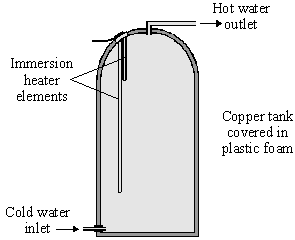 Hot water
outlet
Immersion
heater
elements
Copper tank
covered in
plastic foam
Cold water
inlet